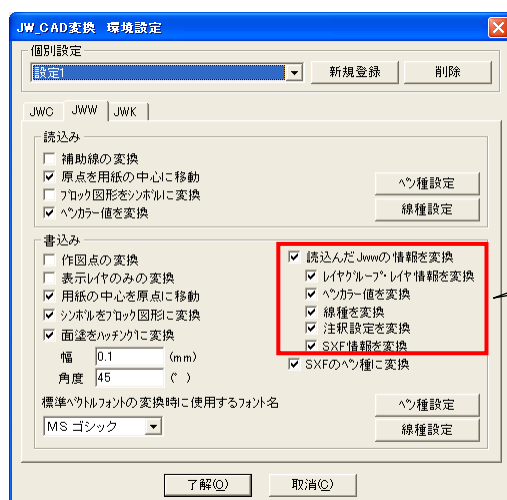 JW_CAD変換 環境設定
個別設定
設定1
新規登録
削除
JWC
JWW
JWK
読込み
補助線の変換
原点を用紙の中心に移動
ﾌﾞﾛｯｸ図形をｼﾝﾎﾞﾙに変換
ﾍﾟﾝｶﾗｰ値を変換
ﾍﾟﾝ種設定
線種設定
書込み
作図点の変換
表示ﾚｲﾔのみの変換
用紙の中心を原点に移動
ｼﾝﾎﾞﾙをﾌﾞﾛｯｸ図形に変換
面塗をﾊｯﾁﾝｸﾞに変換
幅 0.1 (mm)
角度 45 (°)
標準ﾍﾞｸﾄﾙﾌｫﾝﾄの変換時に使用するﾌｫﾝﾄ名
MS ゴシック
読込んだJwwの情報を変換
ﾚｲﾔｸﾞﾙｰﾌﾟ・ﾚｲﾔ情報を変換
ﾍﾟﾝｶﾗｰ値を変換
線種を変換
注釈設定を変換
SXF情報を変換
SXFのﾍﾟﾝ種に変換
ﾍﾟﾝ種設定
線種設定
了解(O)
取消(C)